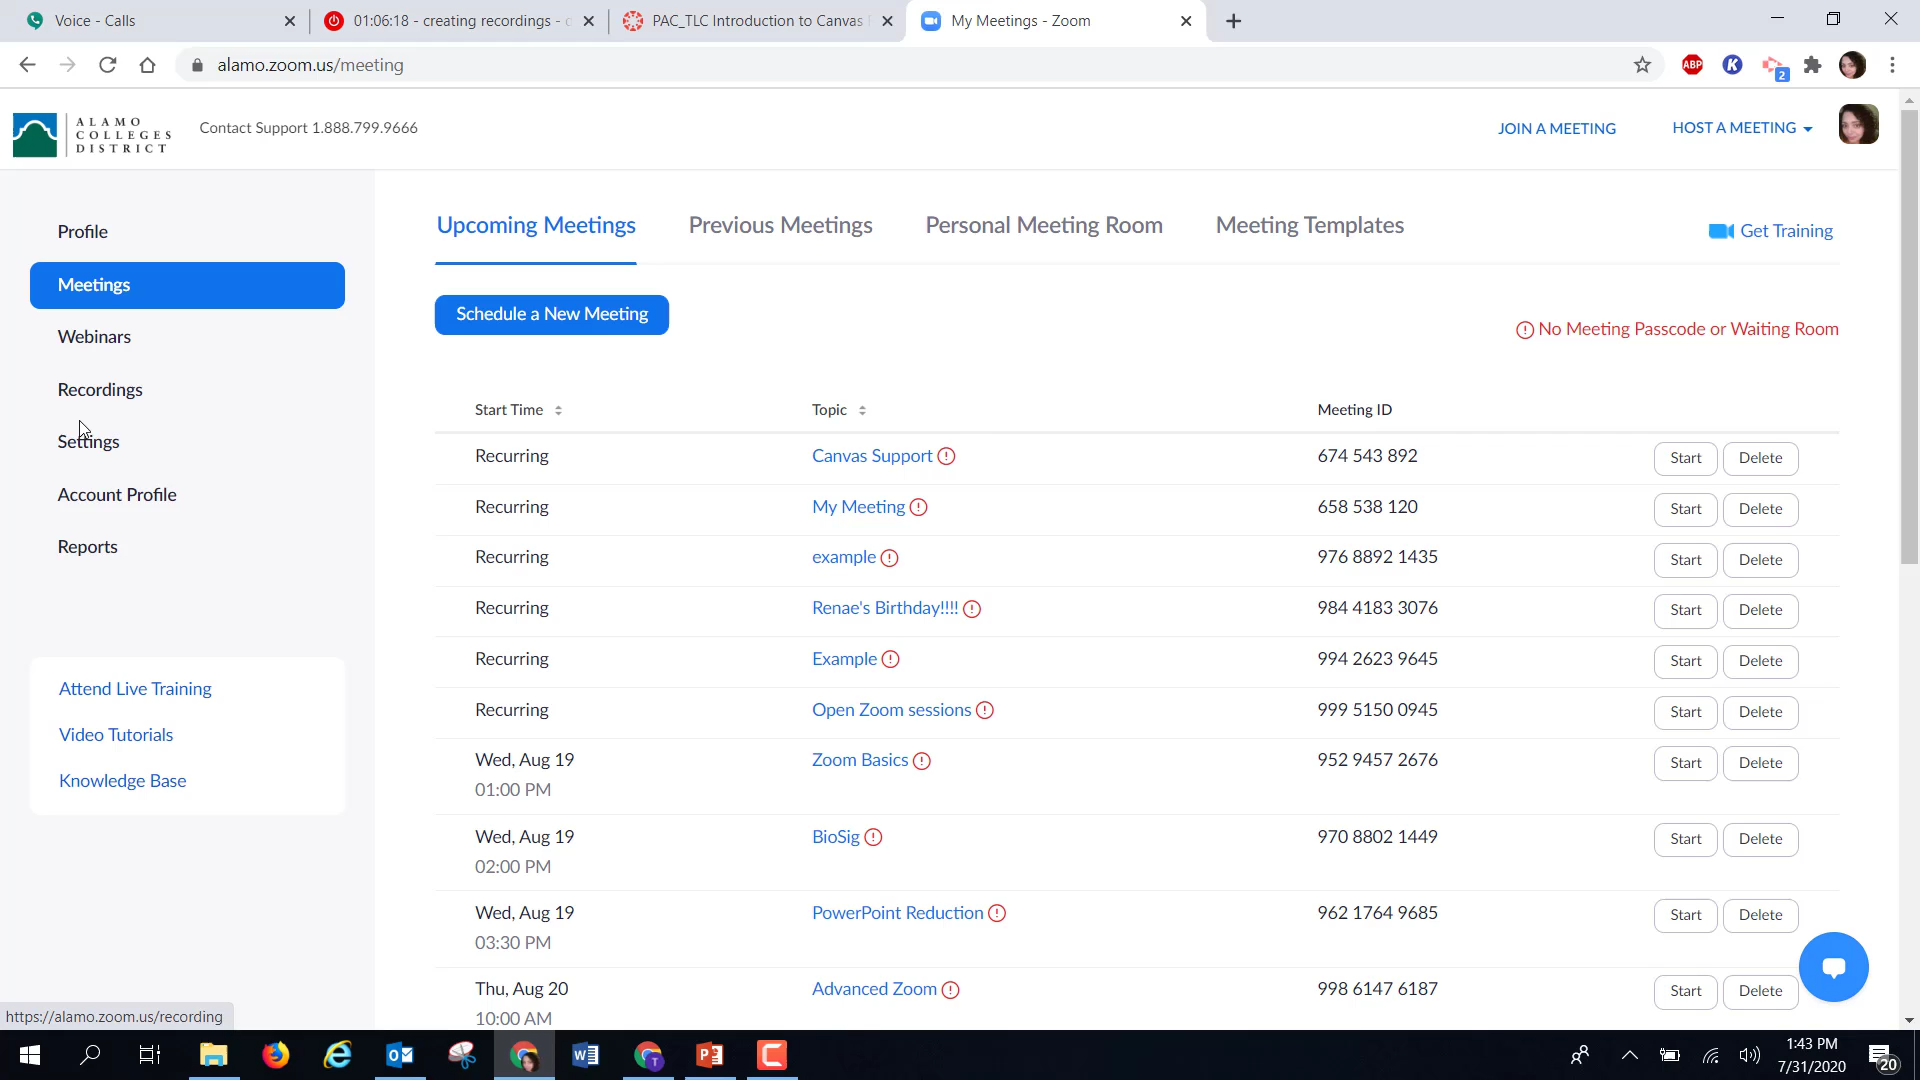 Voice - Calls
01:06:18 - creating recordings -
PAC_TLC Introduction to Canvas
My Meetings - Zoom
alamo.zoom.us/meeting
ABP
K
2
ALAMO
COLLEGES
DISTRICT
Contact Support 1.888.799.9666
JOIN A MEETING
HOST A MEETING
Profile
Meetings
Webinars
Recordings
Settings
Account Profile
Reports
Attend Live Training
Video Tutorials
Knowledge Base
Upcoming Meetings
Previous Meetings
Personal Meeting Room
Meeting Templates
Get Training
Schedule a New Meeting
No Meeting Passcode or Waiting Room
Start Time Topic Meeting ID
Recurring Canvas Support 674 543 892 Start Delete
Recurring My Meeting 658 538 120 Start Delete
Recurring example 976 8892 1435 Start Delete
Recurring Renae's Birthday!!!! 984 4183 3076 Start Delete
Recurring Example 994 2623 9645 Start Delete
Recurring Open Zoom sessions 999 5150 0945 Start Delete
Wed, Aug 19 Zoom Basics 952 9457 2676 Start Delete
01:00 PM
Wed, Aug 19 BioSig 970 8802 1449 Start Delete
02:00 PM
Wed, Aug 19 PowerPoint Reduction 962 1764 9685 Start Delete
03:30 PM
Thu, Aug 20 Advanced Zoom 998 6147 6187 Start Delete
10:00 AM
https://alamo.zoom.us/recording
1:43 PM
7/31/2020
20